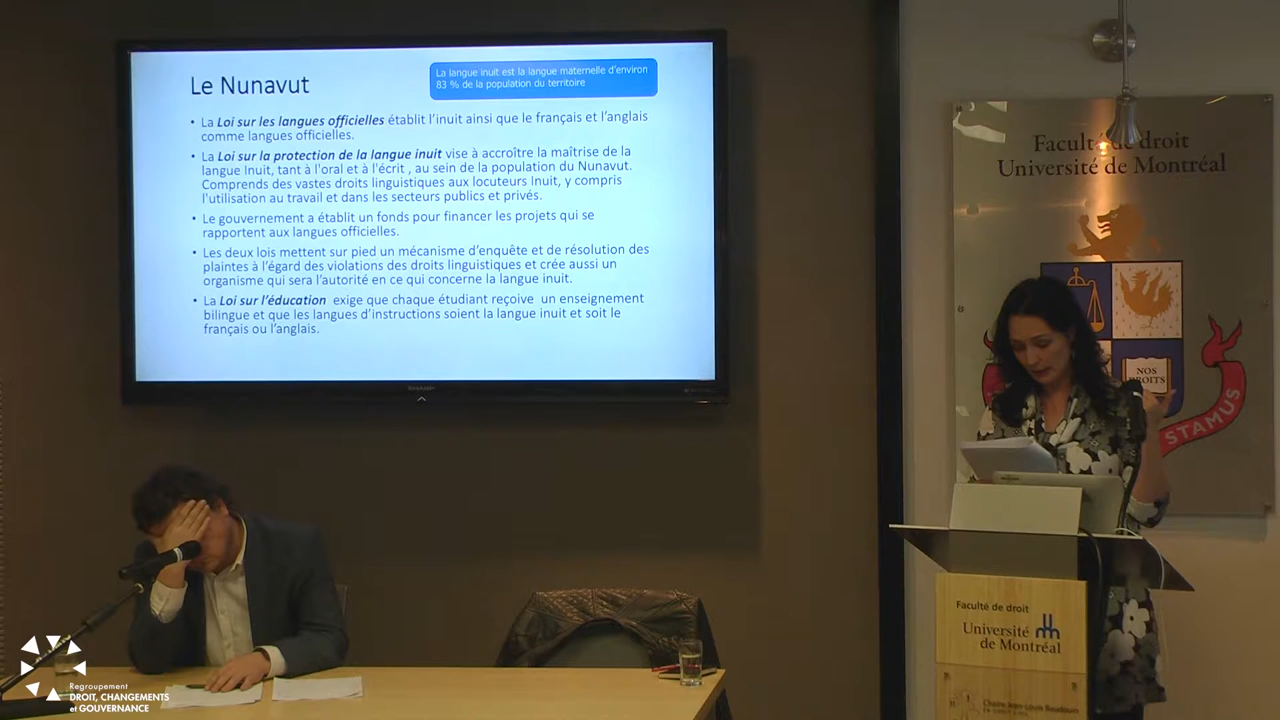 Le Nunavut
La langue inuit est la langue maternelle d'environ
83 % de la population du territoire
• La Loi sur les langues officielles établit l'inuit ainsi que le français et l'anglais
comme langues officielles.
• La Loi sur la protection de la langue inuit vise à accroître la maîtrise de la
langue Inuit, tant à l'oral et à l'écrit , au sein de la population du Nunavut.
Comprends des vastes droits linguistiques aux locuteurs Inuit, y compris
l'utilisation au travail et dans les secteurs publics et privés.
• Le gouvernement a établit un fonds pour financer les projets qui se
rapportent aux langues officielles.
• Les deux lois mettent sur pied un mécanisme d'enquête et de résolution des
plaintes à l'égard des violations des droits linguistiques et crée aussi un
organisme qui sera l'autorité en ce qui concerne la langue inuit.
• La Loi sur l'éducation exige que chaque étudiant reçoive un enseignement
bilingue et que les langues d'instructions soient la langue inuit et soit le
français ou l'anglais.
SHARP
Faculté de droit
Université de Montréal
NOS
DROITS
STAMUS
Faculté de droit
Université
de Montréal
Chaire Jean-Louis Baudouin
Regroupement
DROIT, CHANGEMENTS
et GOUVERNANCE